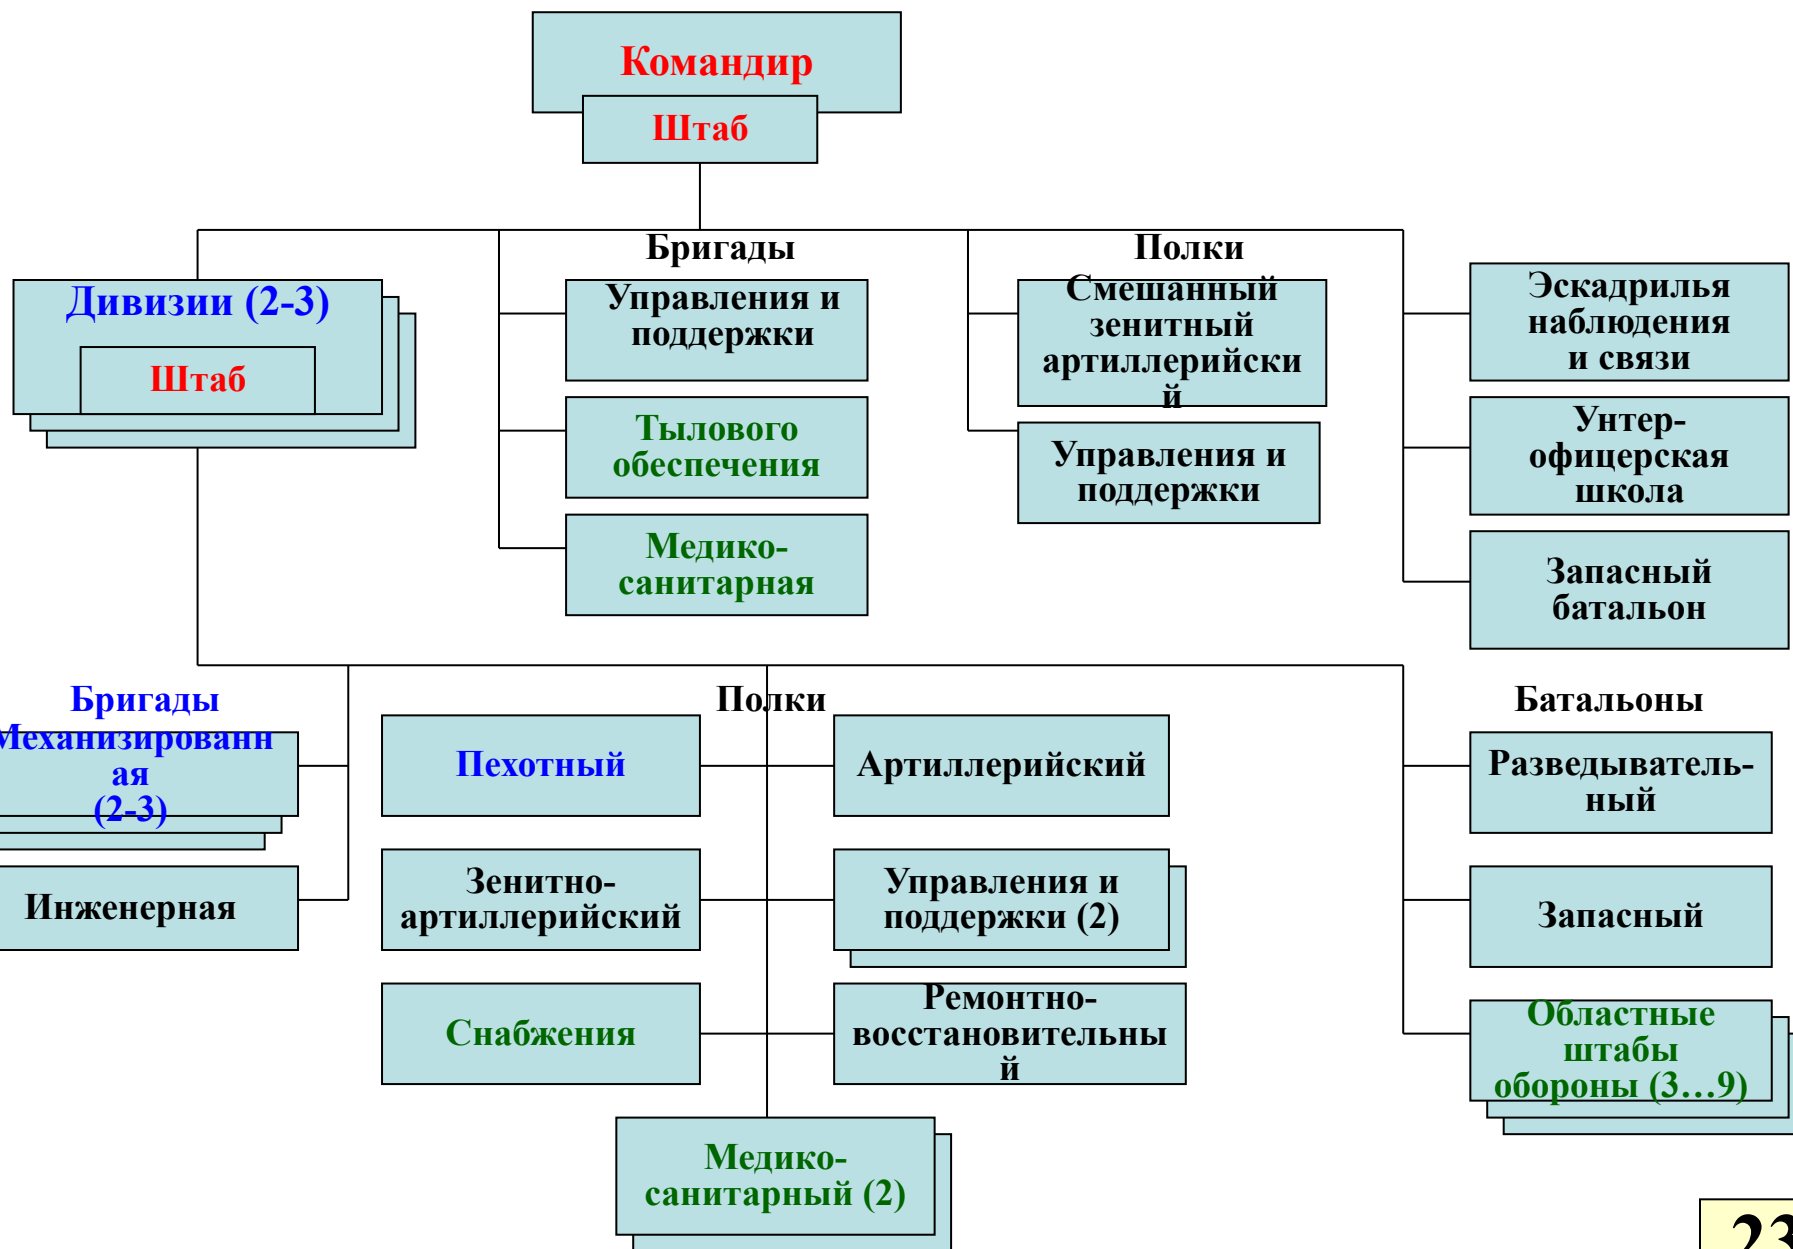 Командир
Штаб
Дивизии (2-3)
Штаб
Бригады
Управления и
поддержки
Тылового
обеспечения
Медико-
санитарная
Полки
Смешанный
зенитный
артиллерийски
й
Управления и
поддержки
Эскадрилья
наблюдения
и связи
Унтер-
офицерская
школа
Запасный
батальон
Бригады
Механизированн
ая
(2-3)
Инженерная
Полки
Пехотный
Артиллерийский
Зенитно-
артиллерийский
Управления и
поддержки (2)
Снабжения
Ремонтно-
восстановительны
й
Медико-
санитарный (2)
Батальоны
Разведыватель-
ный
Запасный
Областные
штабы
обороны (3…9)
23